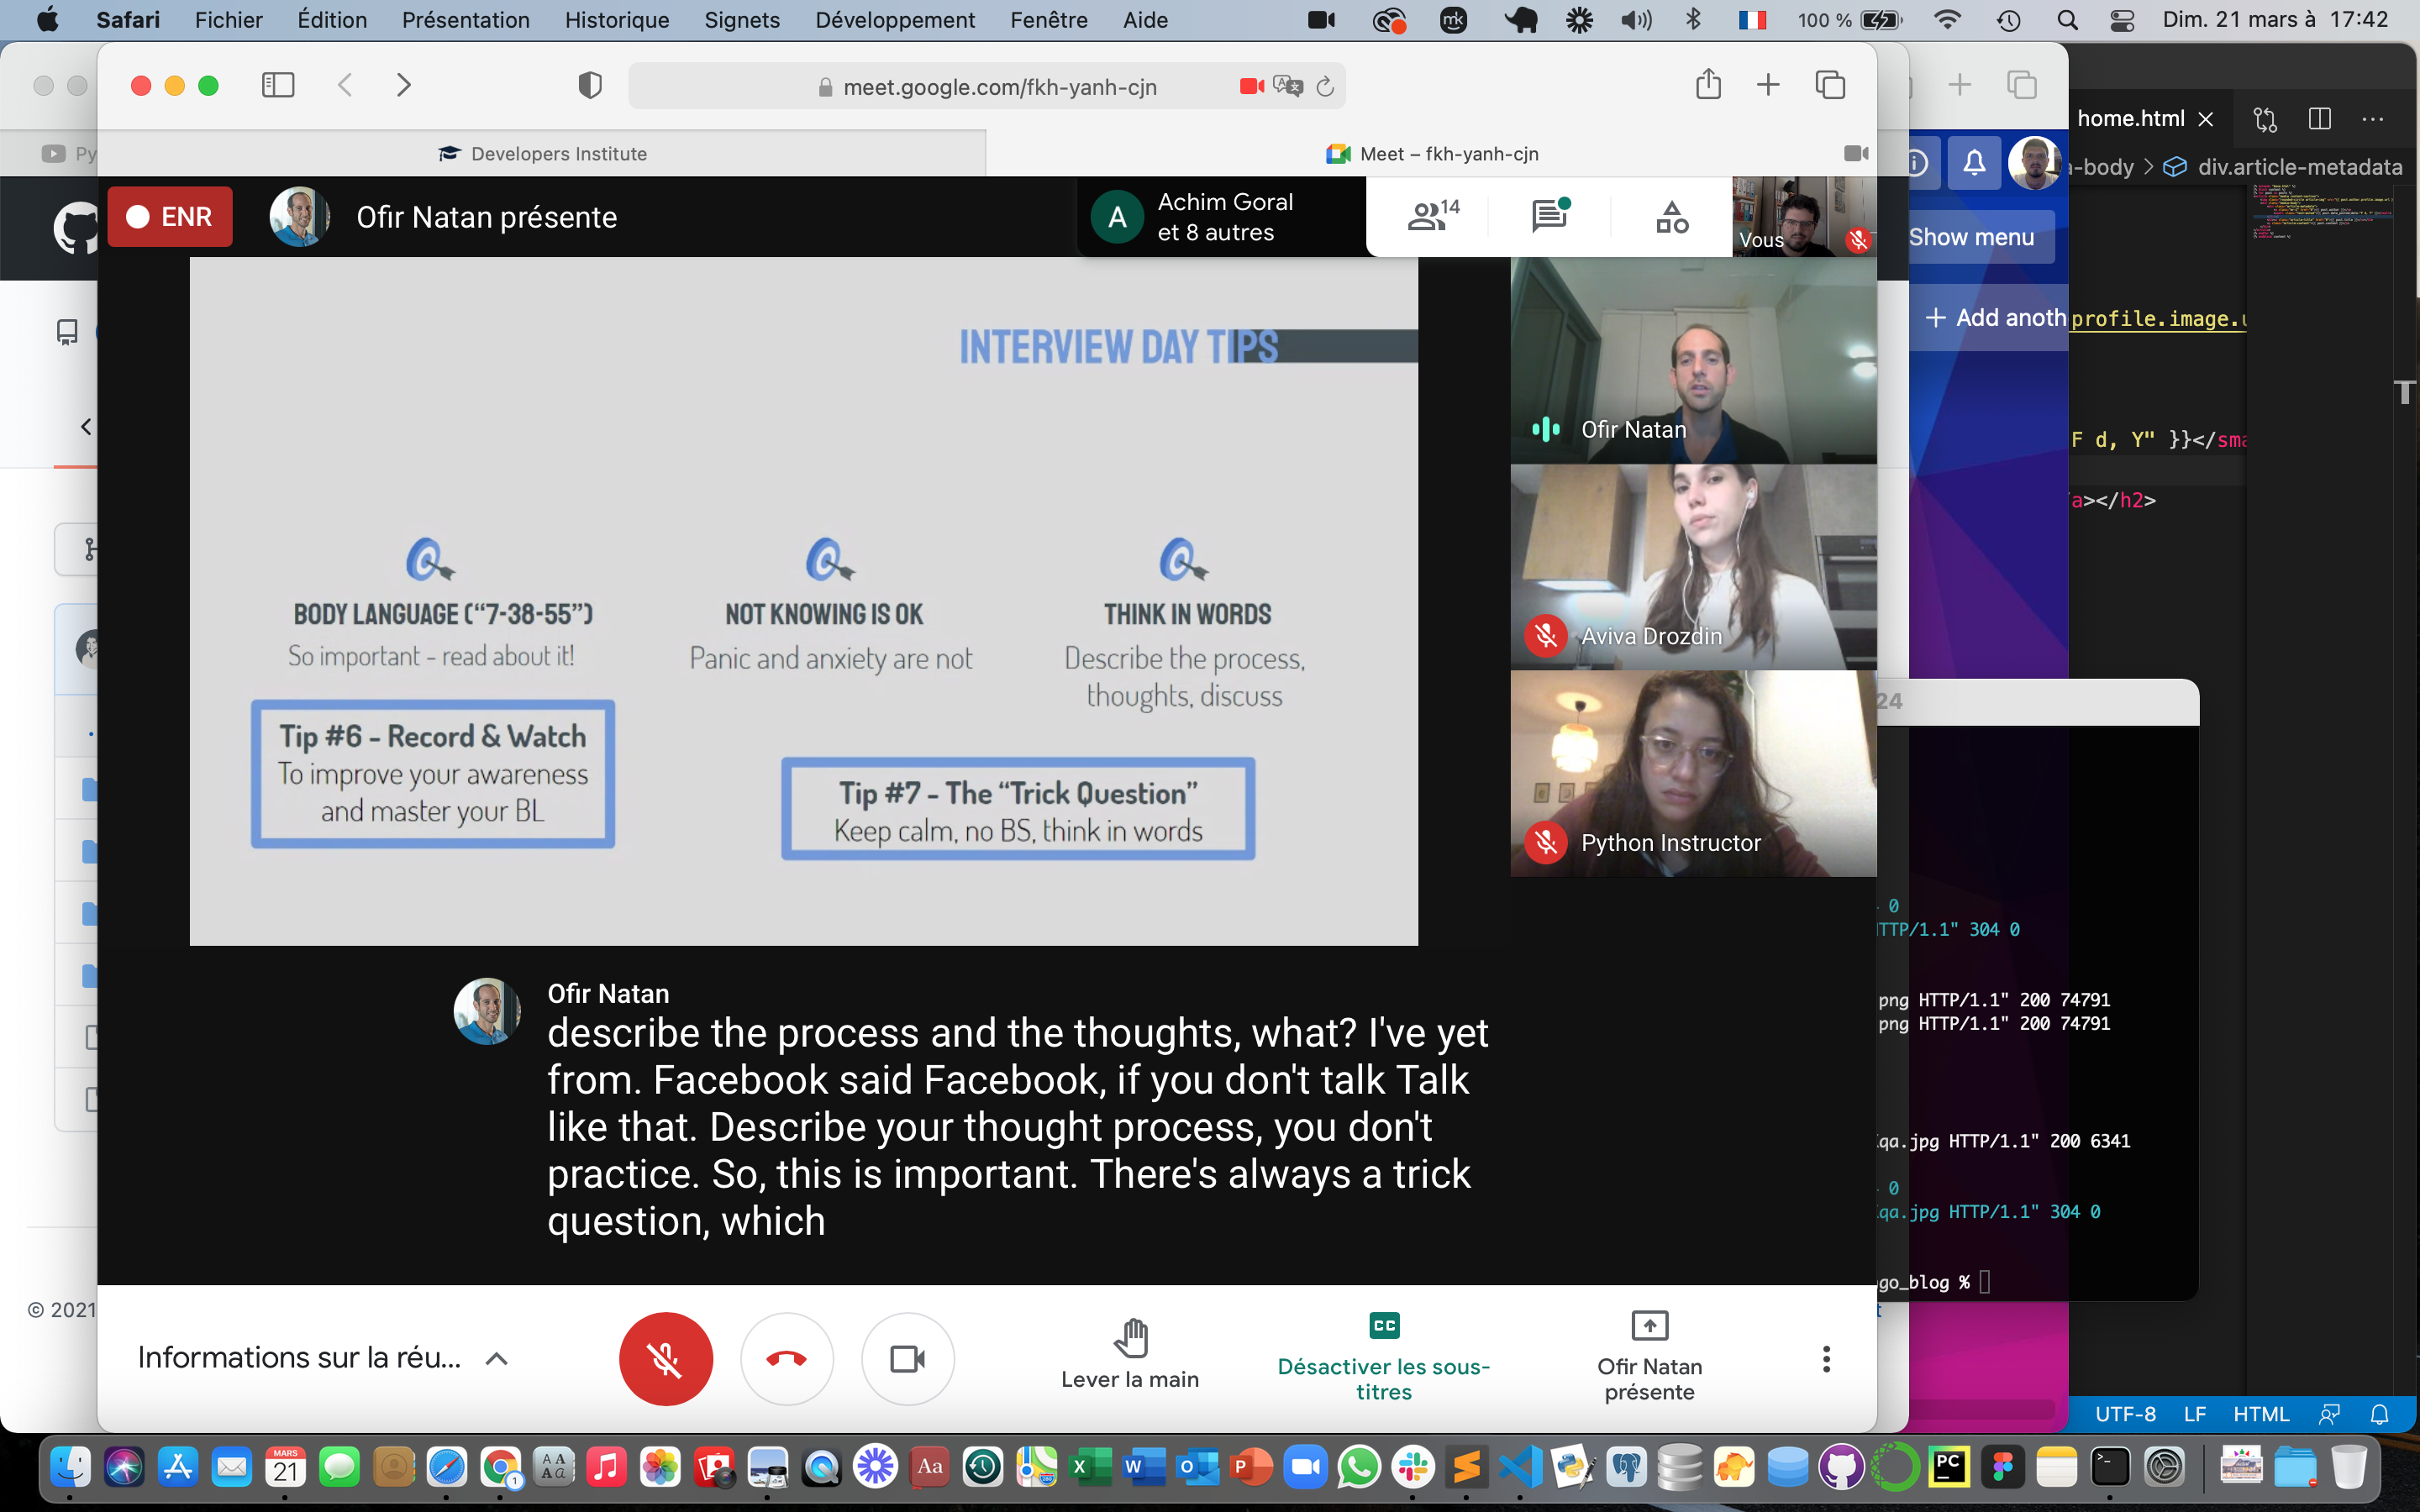 Safari Fichier Édition Présentation Historique Signets Développement Fenêtre Aide
mk
100 %
Dim. 21 mars à 17:42
meet.google.com/fkh-yanh-cjn
Py
Developers Institute
Meet – fkh-yanh-cjn
home.html
a-body > div.article-metadata
ENR
Ofir Natan présente
A
Achim Goral
et 8 autres
14
Vous
Show menu
+ Add anoth
profile.image.u
F d, Y" }}</sma
a></h2>
INTERVIEW DAY TIPS
BODY LANGUAGE (“7-38-55”)
So important - read about it!
NOT KNOWING IS OK
Panic and anxiety are not
THINK IN WORDS
Describe the process,
thoughts, discuss
Tip #6 - Record & Watch
To improve your awareness
and master your BL
Tip #7 - The “Trick Question”
Keep calm, no BS, think in words
Ofir Natan
Aviva Drozdin
Python Instructor
24
0
TTP/1.1" 304 0
png HTTP/1.1" 200 74791
png HTTP/1.1" 200 74791
qa.jpg HTTP/1.1" 200 6341
0
qa.jpg HTTP/1.1" 304 0
go_blog %
Ofir Natan
describe the process and the thoughts, what? I've yet
from. Facebook said Facebook, if you don't talk Talk
like that. Describe your thought process, you don't
practice. So, this is important. There's always a trick
question, which
© 2021
Informations sur la réu...
Lever la main
CC
Désactiver les sous-
titres
Ofir Natan
présente
UTF-8 LF HTML
MARS
21
1
Aa
X
W
O
P
PC